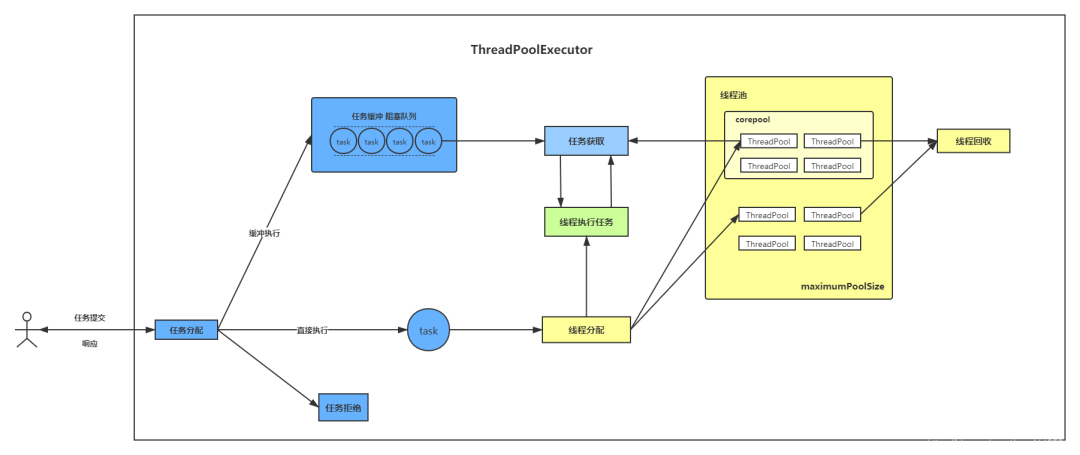 ThreadPoolExecutor
任务缓冲 阻塞队列
task task task task
缓冲执行
任务提交
响应
任务分配
直接执行
task
任务拒绝
任务获取
线程执行任务
线程分配
线程池
corepool
ThreadPool ThreadPool
ThreadPool ThreadPool
ThreadPool ThreadPool
ThreadPool ThreadPool
maximumPoolSize
线程回收